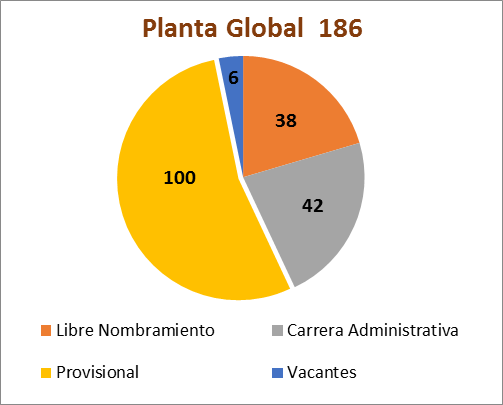 Planta Global  186
6
38
100
42
Libre Nombramiento
Carrera Administrativa
Provisional
Vacantes